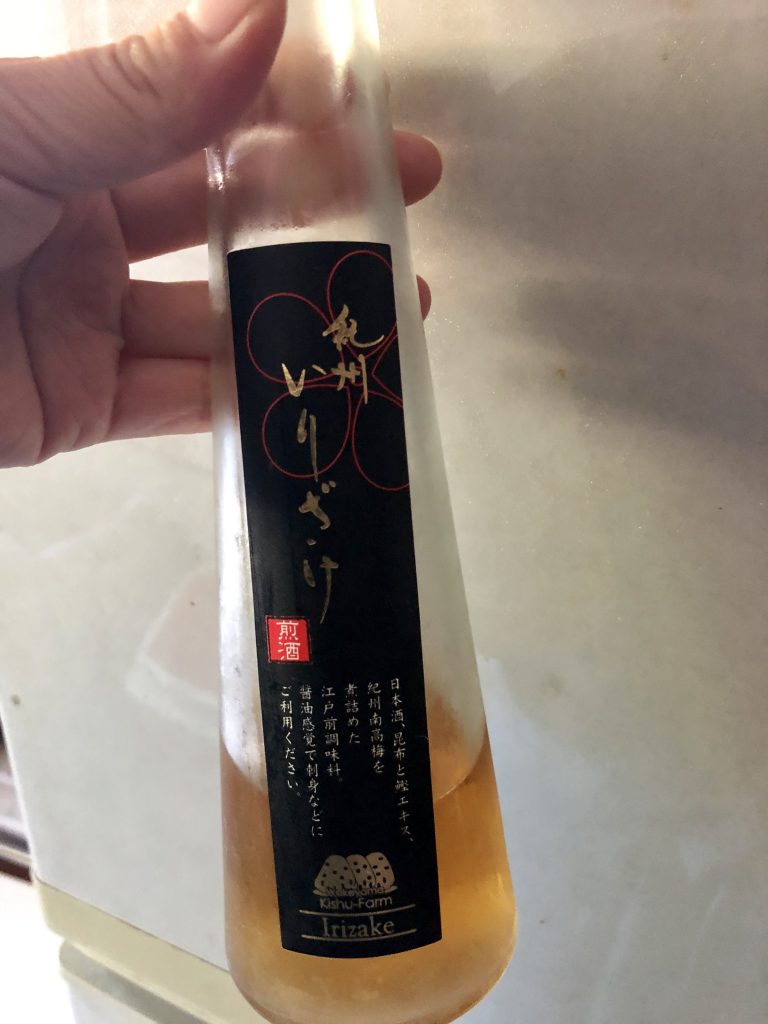 紀州
いりざけ
煎酒
日本酒、昆布と鰹エキス、
紀州南高梅を
煮詰めた
江戸前調味料。
醤油感覚で刺身などに
ご利用ください。
Wakayama
Kishu-Farm
Irizake